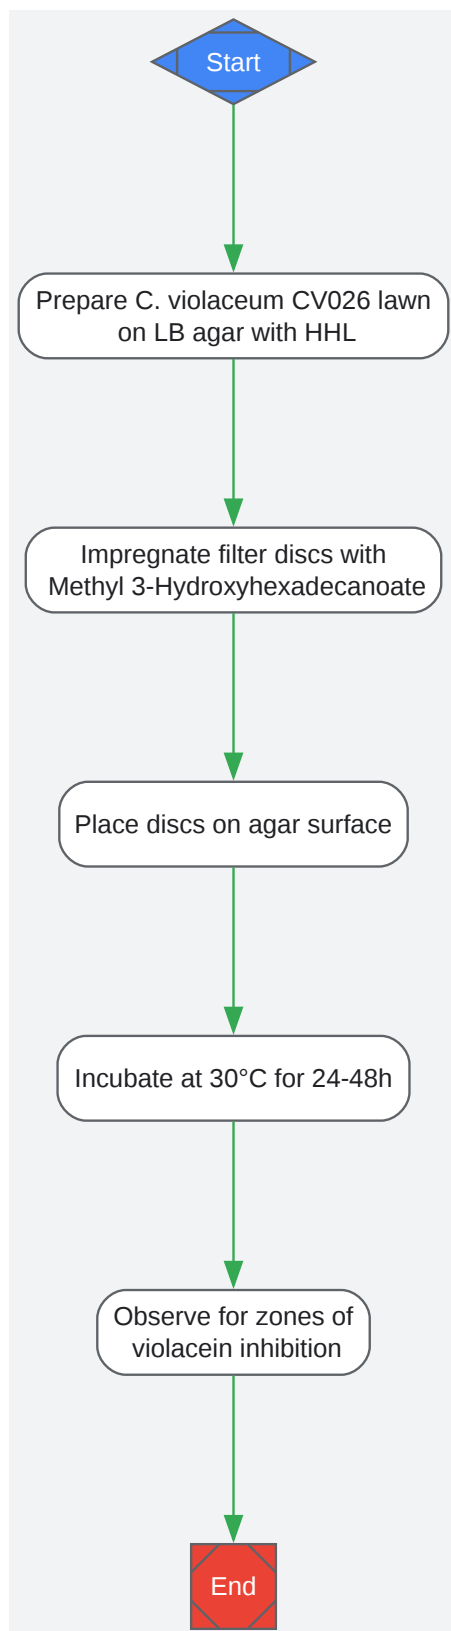 Start
Prepare C. violaceum CV026 lawn
on LB agar with HHL
Impregnate filter discs with
Methyl 3-Hydroxyhexadecanoate
Place discs on agar surface
Incubate at 30°C for 24-48h
Observe for zones of
violacein inhibition
End